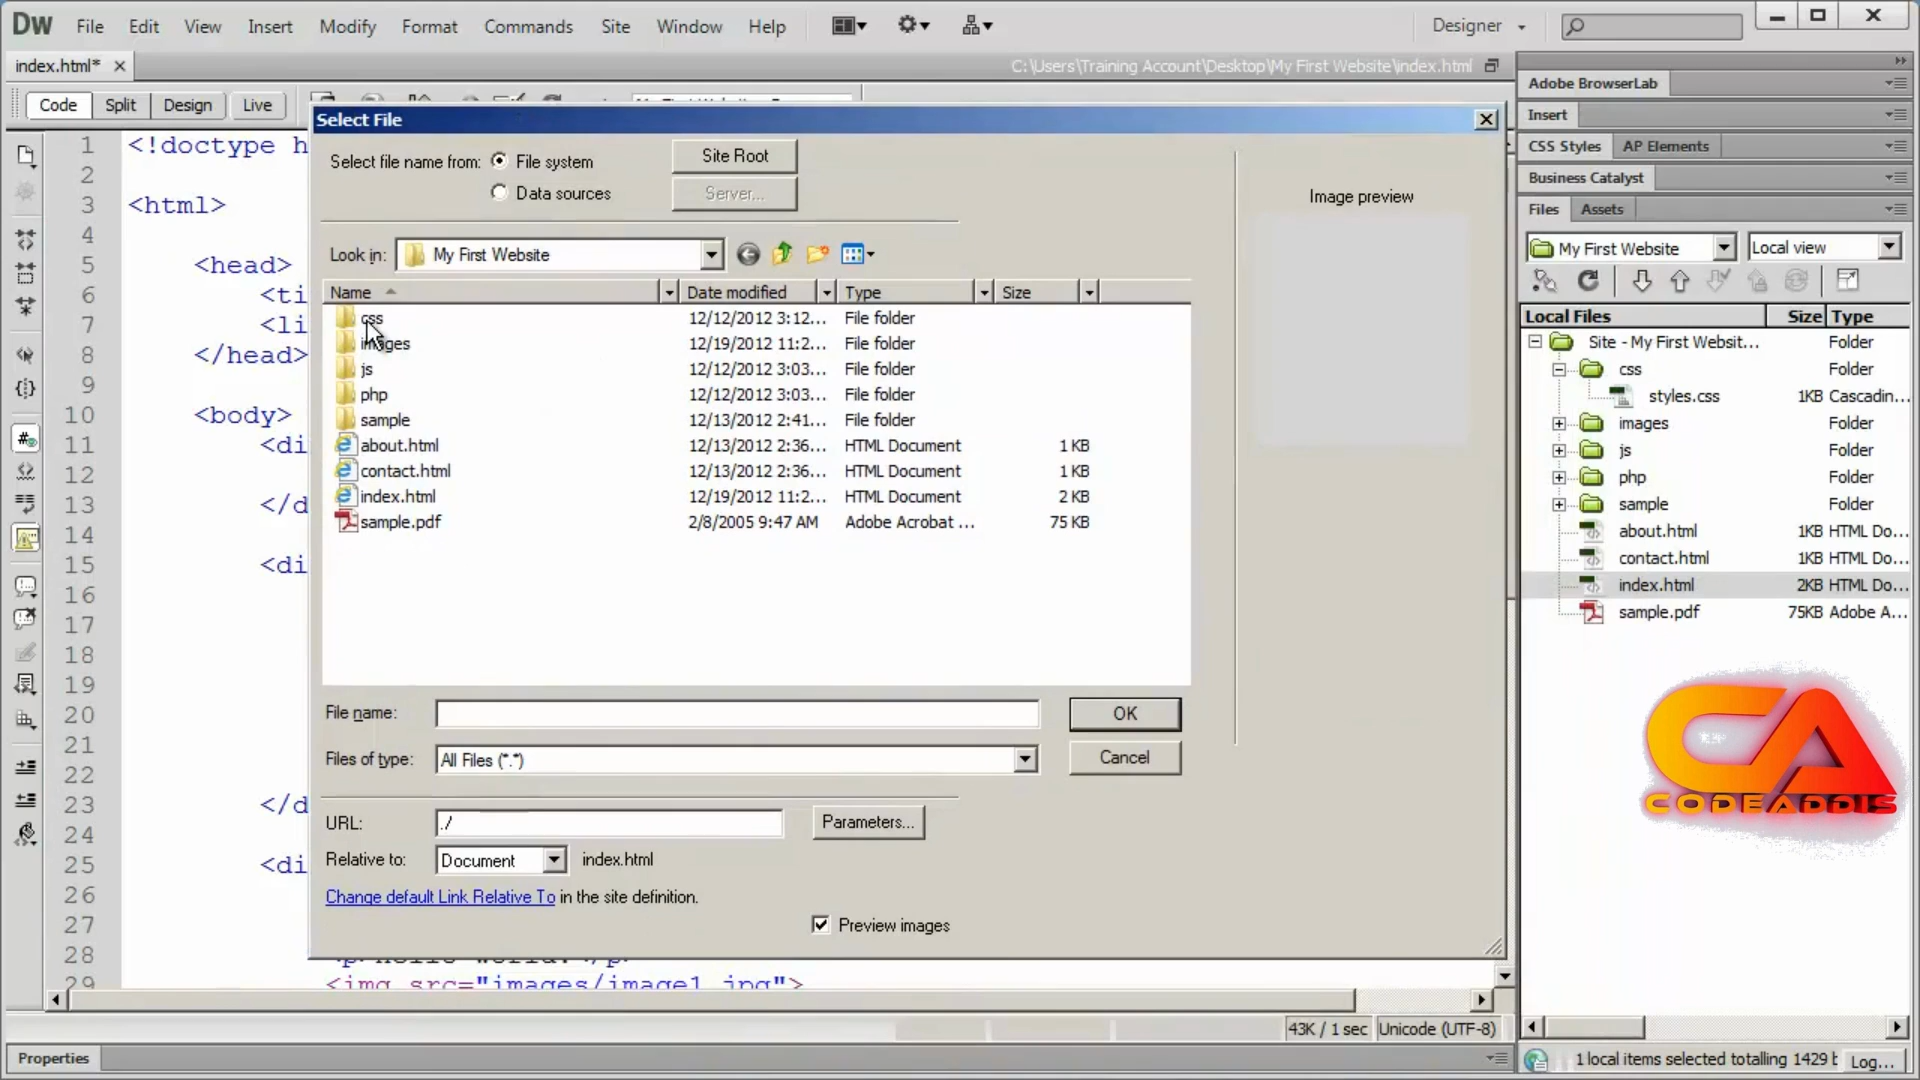 DW File Edit View Insert Modify Format Commands Site Window Help Designer
index.html* C:\Users\Training Account\Desktop\My First Website\index.html
Code Split Design Live
Select File
Select file name from: File system Site Root
Data sources Server...
Image preview
Look in: My First Website
Name Date modified Type Size
css 12/12/2012 3:12... File folder
images 12/19/2012 11:2... File folder
js 12/12/2012 3:03... File folder
php 12/12/2012 3:03... File folder
sample 12/13/2012 2:41... File folder
about.html 12/13/2012 2:36... HTML Document 1 KB
contact.html 12/13/2012 2:36... HTML Document 1 KB
index.html 12/19/2012 11:2... HTML Document 2 KB
sample.pdf 2/8/2005 9:47 AM Adobe Acrobat ... 75 KB
File name: OK
Files of type: All Files (*.*) Cancel
URL: ./ Parameters...
Relative to: Document index.html
Change default Link Relative To in the site definition.
Preview images
1 <!doctype h
2
3 <html>
4
5 <head>
6 <ti
7 <li
8 </head>
9
10 <body>
11 <di
12
13 </d
14
15 <di
16
17
18
19
20
21
22
23 </d
24
25 <di
26
27
28
29 <img src="images/image1.jpg">
43K / 1 sec Unicode (UTF-8)
Properties
Adobe BrowserLab
Insert
CSS Styles AP Elements
Business Catalyst
Files Assets
My First Website Local view
Local Files Size Type
Site - My First Websit... Folder
css Folder
styles.css 1KB Cascadin...
images Folder
js Folder
php Folder
sample Folder
about.html 1KB HTML Do...
contact.html 1KB HTML Do...
index.html 2KB HTML Do...
sample.pdf 75KB Adobe A...
CA
CODEADDIS
1 local items selected totalling 1429 b Log...